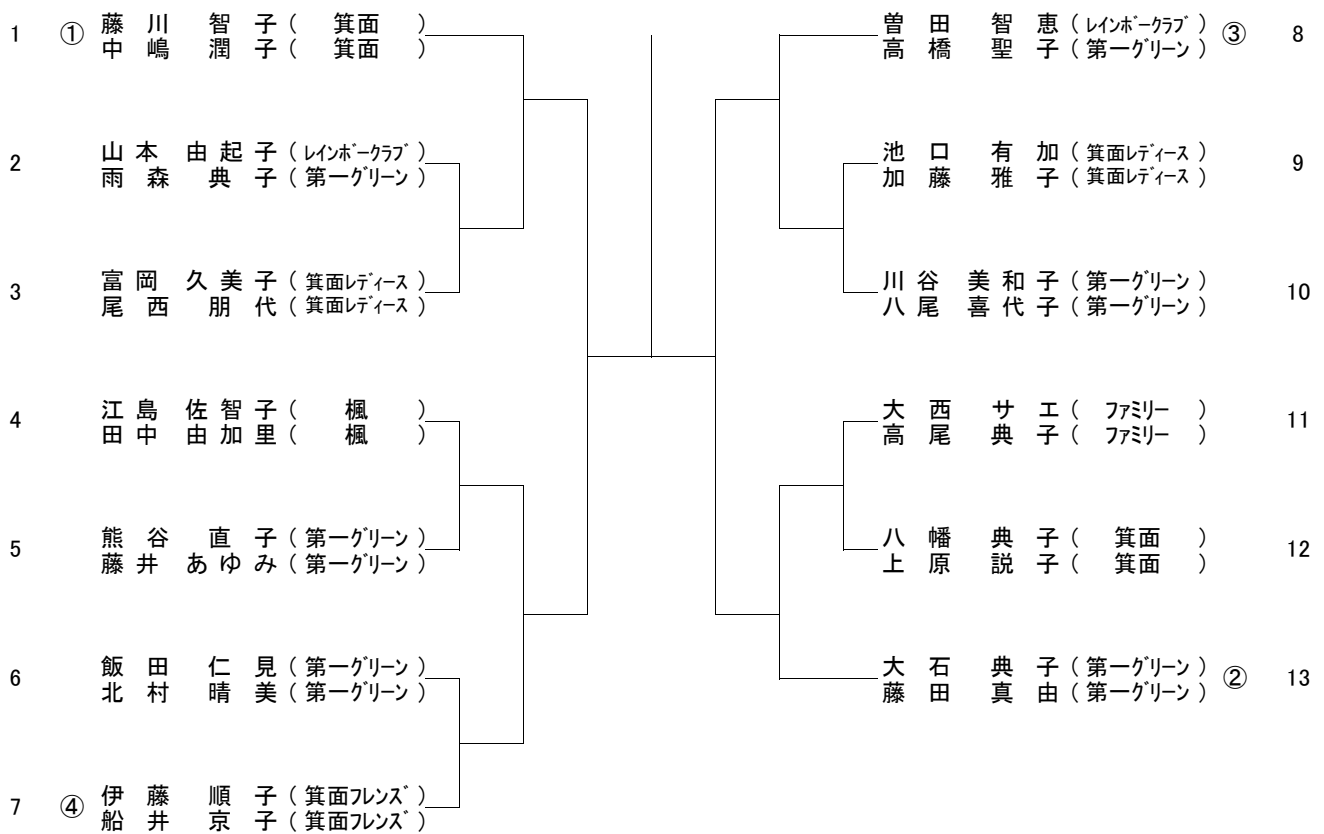 1 ① 藤川 智子（ 箕面 ）
中嶋 潤子（ 箕面 ）
2 山本 由起子（レインボークラブ）
雨森 典子（第一グリーン）
3 富岡 久美子（箕面レディース）
尾西 朋代（箕面レディース）
4 江島 佐智子（ 楓 ）
田中 由加里（ 楓 ）
5 熊谷 直子（第一グリーン）
藤井 あゆみ（第一グリーン）
6 飯田 仁見（第一グリーン）
北村 晴美（第一グリーン）
7 ④ 伊藤 順子（箕面フレンズ）
船井 京子（箕面フレンズ）
曽田 智恵（レインボークラブ） ③ 8
高橋 聖子（第一グリーン）
池口 有加（箕面レディース） 9
加藤 雅子（箕面レディース）
川谷 美和子（第一グリーン） 10
八尾 喜代子（第一グリーン）
大西 サエ（ ファミリー ） 11
高尾 典子（ ファミリー ）
八幡 典子（ 箕面 ） 12
上原 説子（ 箕面 ）
大石 典子（第一グリーン） ② 13
藤田 真由（第一グリーン）